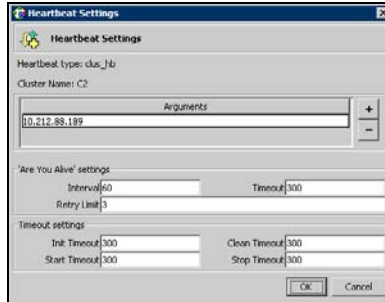 Heartbeat Settings
Heartbeat Settings
Heartbeat type: clus_hb
Cluster Name: C2
Arguments
10.212.88.189
+
-
'Are You Alive' settings
Interval 60 Timeout 300
Retry Limit 3
Timeout settings
Init Timeout 300 Clean Timeout 300
Start Timeout 300 Stop Timeout 300
OK Cancel